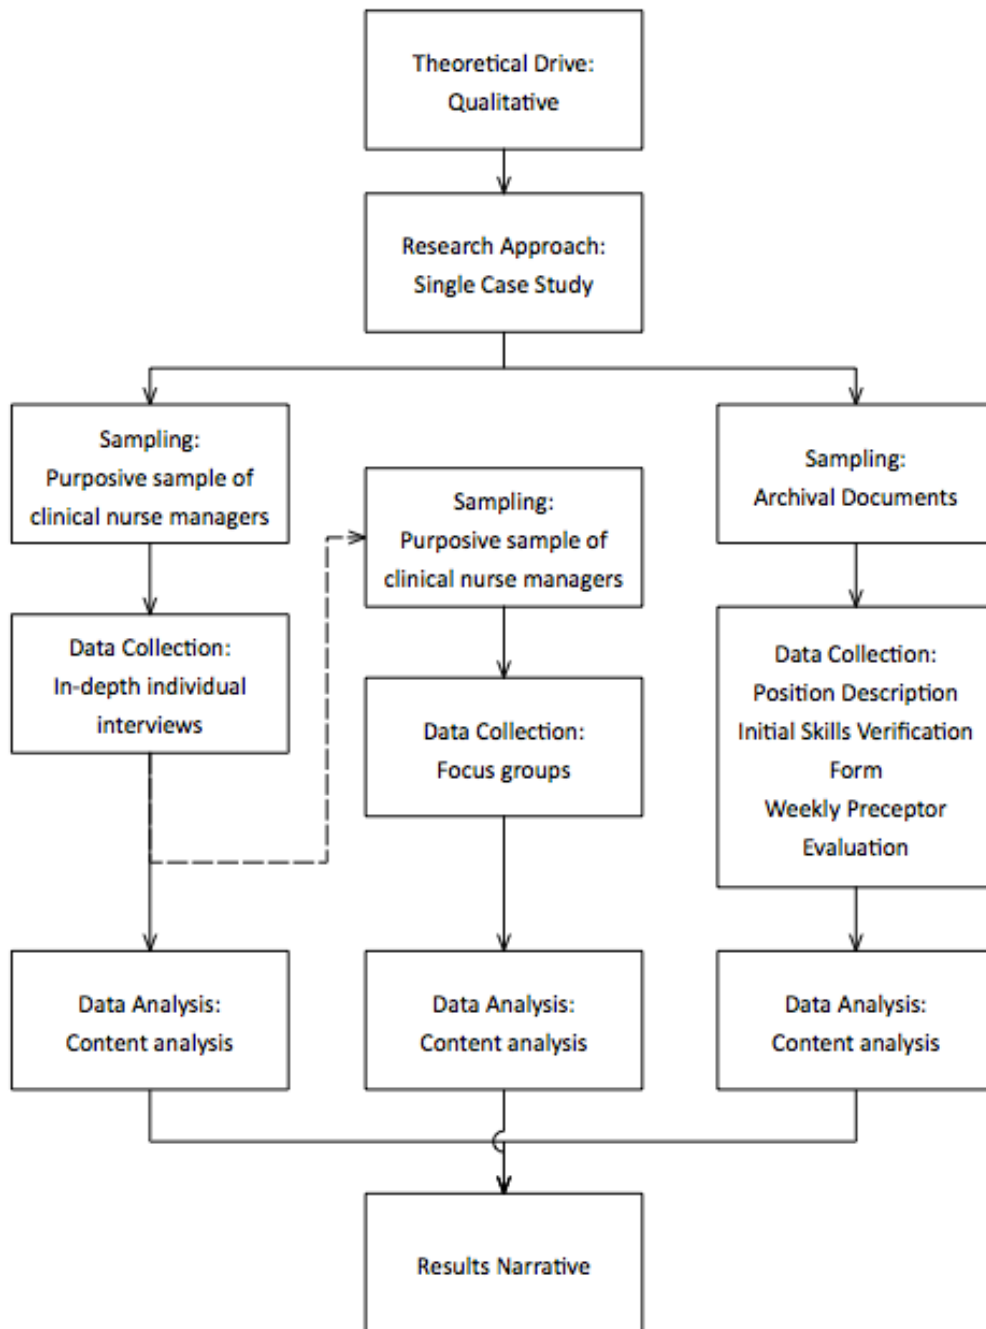 Theoretical Drive:
Qualitative
Research Approach:
Single Case Study
Sampling:
Purposive sample of
clinical nurse managers
Data Collection:
In-depth individual
interviews
Data Analysis:
Content analysis
Sampling:
Purposive sample of
clinical nurse managers
Data Collection:
Focus groups
Data Analysis:
Content analysis
Sampling:
Archival Documents
Data Collection:
Position Description
Initial Skills Verification
Form
Weekly Preceptor
Evaluation
Data Analysis:
Content analysis
Results Narrative